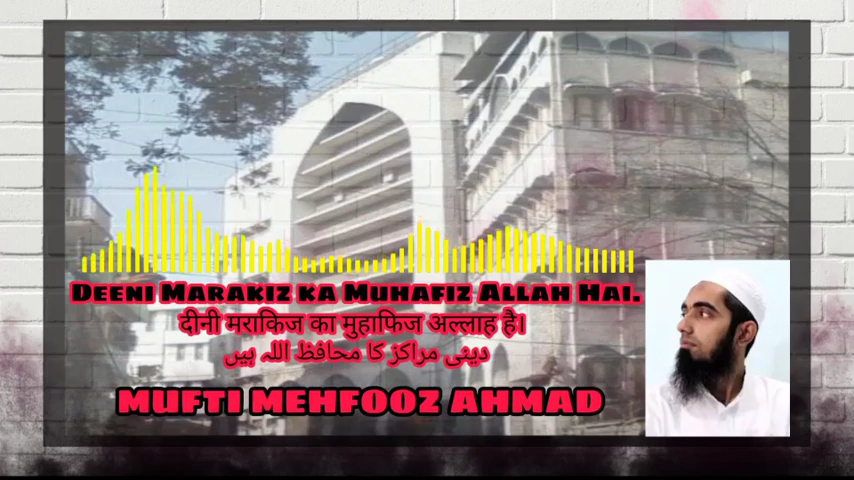 Deeni Marakiz ka Muhafiz Allah Hai.
दीनी मराकिज का मुहाफिज अल्लाह है।
دینی مراکز کا محافظ اللہ ہیں
MUFTI MEHFOOZ AHMAD